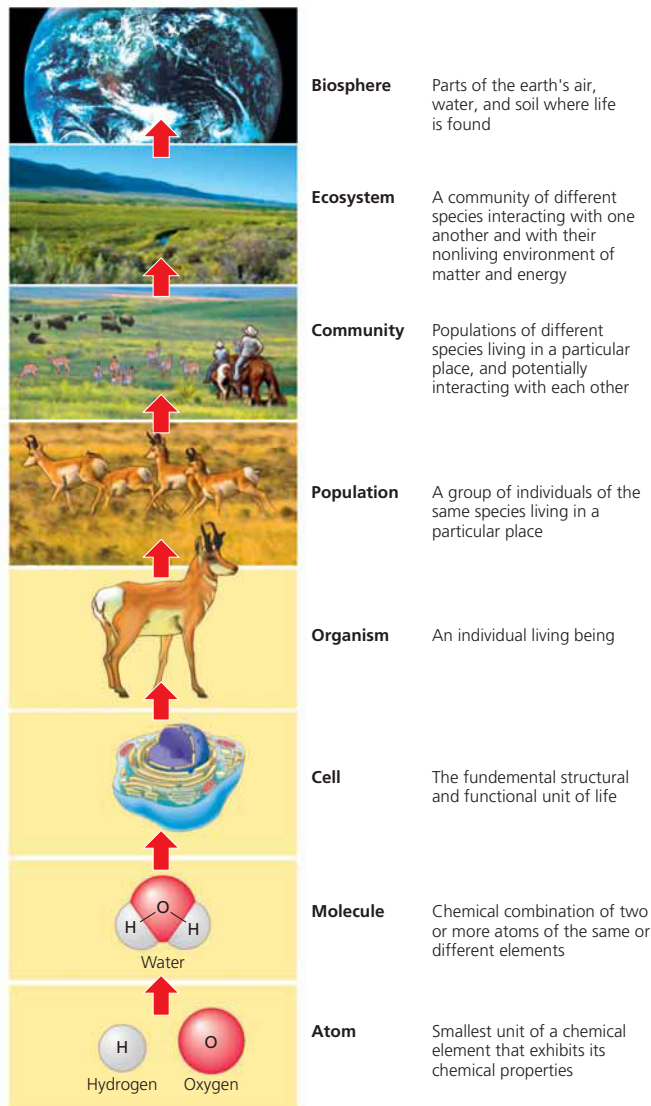 Biosphere
Parts of the earth's air,
water, and soil where life
is found
Ecosystem
A community of different
species interacting with one
another and with their
nonliving environment of
matter and energy
Community
Populations of different
species living in a particular
place, and potentially
interacting with each other
Population
A group of individuals of the
same species living in a
particular place
Organism
An individual living being
Cell
The fundemental structural
and functional unit of life
H O H
Water
Molecule
Chemical combination of two
or more atoms of the same or
different elements
H O
Hydrogen Oxygen
Atom
Smallest unit of a chemical
element that exhibits its
chemical properties